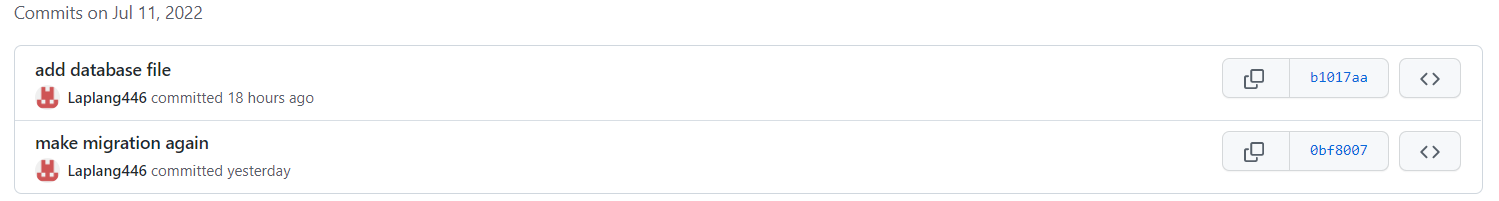 Commits on Jul 11, 2022
add database file
Laplang446 committed 18 hours ago
b1017aa
make migration again
Laplang446 committed yesterday
0bf8007